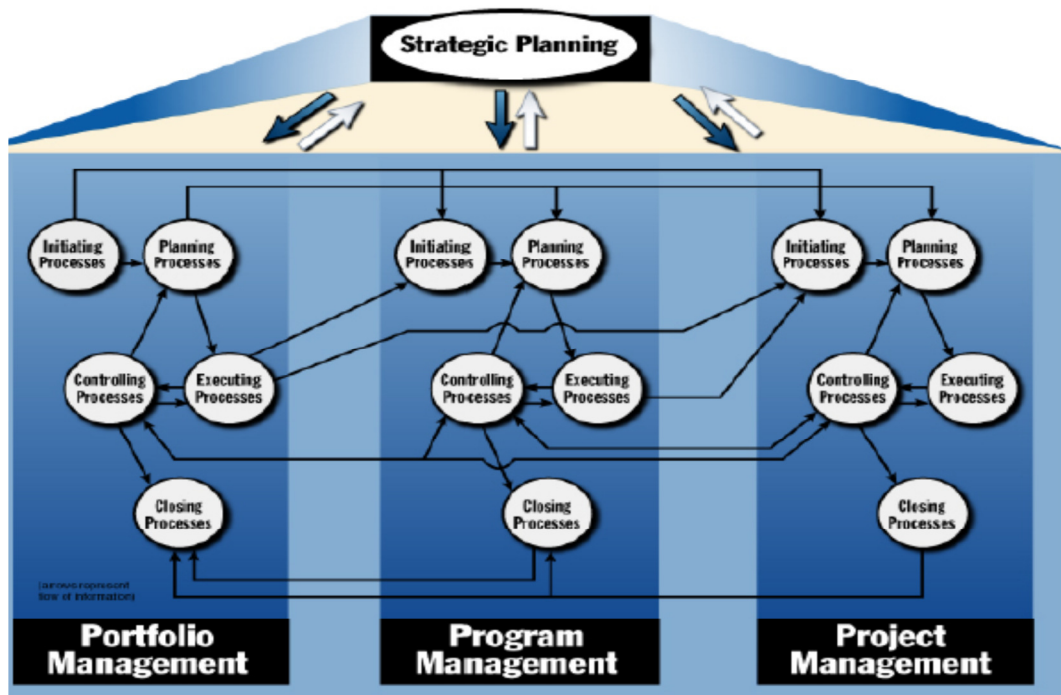 Strategic Planning
Initiating
Processes
Planning
Processes
Initiating
Processes
Planning
Processes
Initiating
Processes
Planning
Processes
Controlling
Processes
Executing
Processes
Controlling
Processes
Executing
Processes
Controlling
Processes
Executing
Processes
Closing
Processes
Closing
Processes
Closing
Processes
(arrows represent
flow of information)
Portfolio
Management
Program
Management
Project
Management